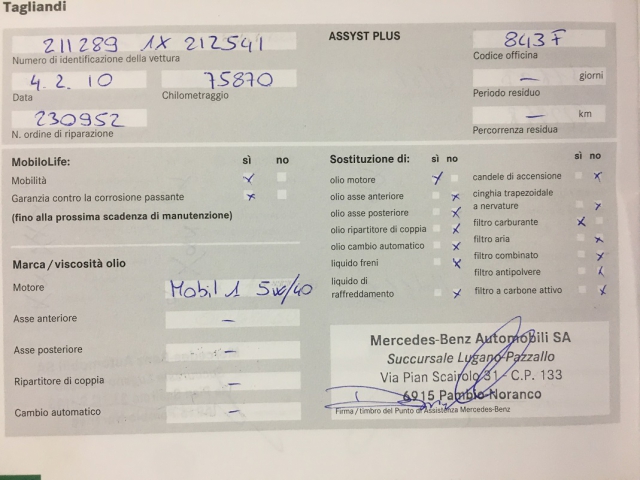 Tagliandi
211289 1X 212541
Numero di identificazione della vettura
4. 2. 10
Data
75870
Chilometraggio
230952
N. ordine di riparazione
ASSYST PLUS
843 F
Codice officina
— giorni
Periodo residuo
— km
Percorrenza residua
MobiloLife: sì no
Mobilità x
Garanzia contro la corrosione passante x
(fino alla prossima scadenza di manutenzione)
Marca/viscosità olio
Motore Mobil 1 5w/40
Asse anteriore —
Asse posteriore —
Ripartitore di coppia —
Cambio automatico —
Sostituzione di: sì no
olio motore x
olio asse anteriore x
olio asse posteriore x
olio ripartitore di coppia x
olio cambio automatico x
liquido freni x
liquido di
raffreddamento x
sì no
candele di accensione x
cinghia trapezoidale
a nervature x
filtro carburante x
filtro aria x
filtro combinato x
filtro antipolvere x
filtro a carbone attivo x
Mercedes-Benz Automobili SA
Succursale Lugano-Pazzallo
Via Pian Scairolo 31 - C.P. 133
6915 Pambio-Noranco
Firma/timbro del Punto di Assistenza Mercedes-Benz